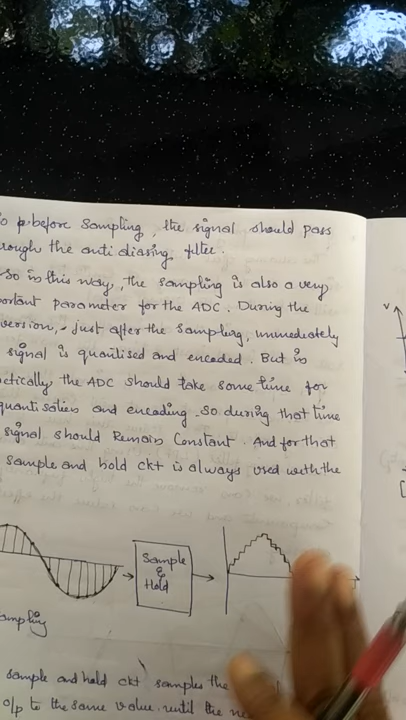 before Sampling, the signal should pass
rough the anti aliasing filter.
So in this way, the sampling is also a very
portant parameter for the ADC. During the
version, Just after the Sampling, immediately
signal is quantised and encoded. But in
ctically, the ADC should take some time for
quantisation and encoding. So during that time
signal should Remain Constant. And for that
sample and hold ckt is always used with the
V
Sample
&
Hold
ampling
sample and hold ckt samples the
o/p to the same value until the ne